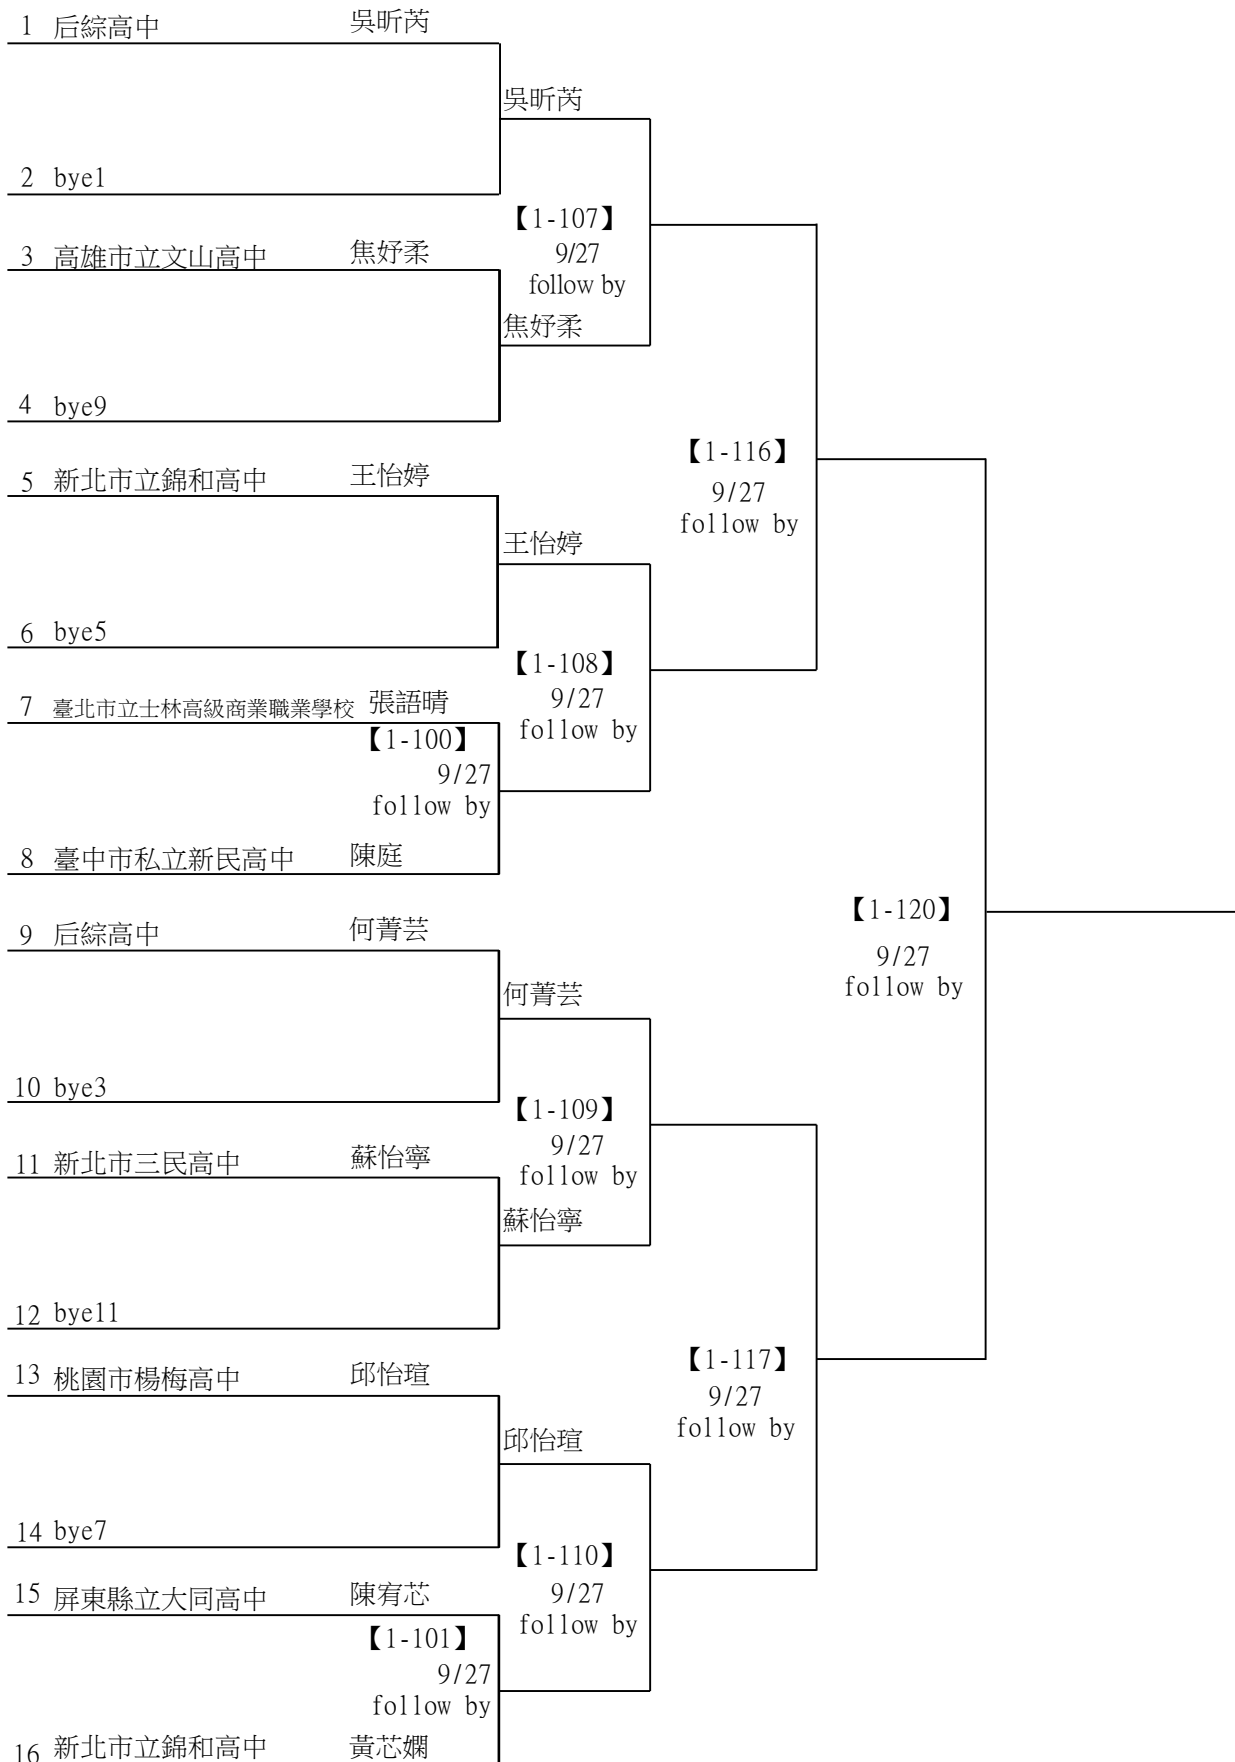 1 后綜高中 吳昕芮
吳昕芮
2 bye1
【1-107】
9/27
follow by
3 高雄市立文山高中 焦妤柔
焦妤柔
4 bye9
【1-116】
9/27
follow by
5 新北市立錦和高中 王怡婷
王怡婷
6 bye5
【1-108】
9/27
follow by
7 臺北市立士林高級商業職業學校 張語晴
【1-100】
9/27
follow by
8 臺中市私立新民高中 陳庭
【1-120】
9/27
follow by
9 后綜高中 何菁芸
何菁芸
10 bye3
【1-109】
9/27
follow by
11 新北市三民高中 蘇怡寧
蘇怡寧
12 bye11
【1-117】
9/27
follow by
13 桃園市楊梅高中 邱怡瑄
邱怡瑄
14 bye7
【1-110】
9/27
follow by
15 屏東縣立大同高中 陳宥芯
【1-101】
9/27
follow by
16 新北市立錦和高中 黃芯嫻